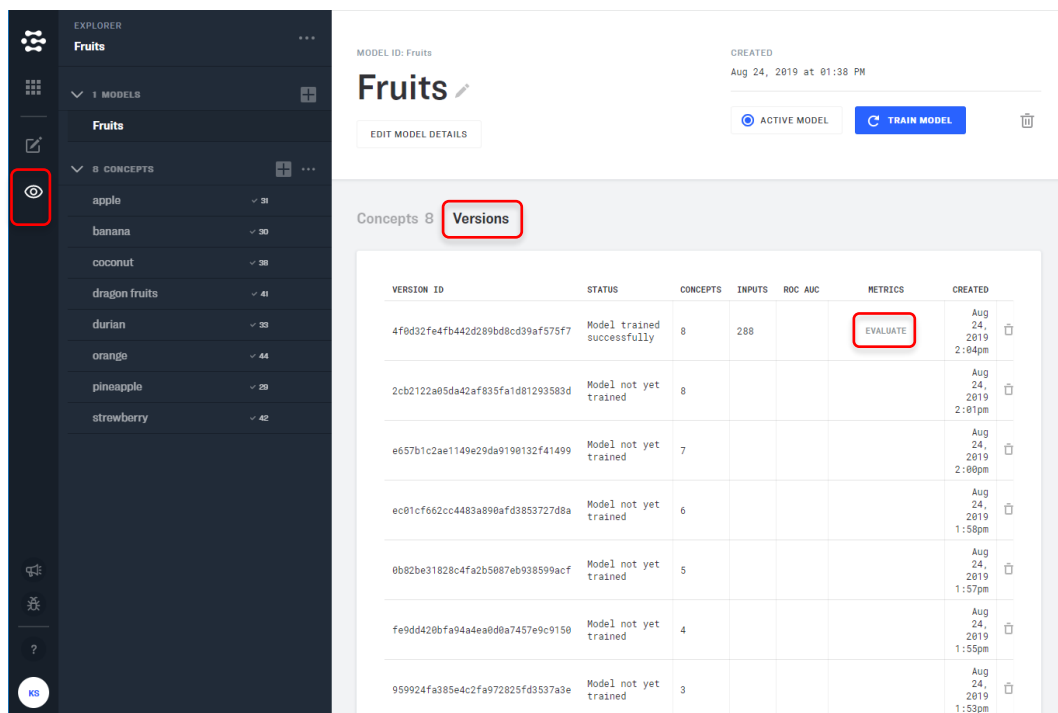 EXPLORER
Fruits
1 MODELS
Fruits
8 CONCEPTS
apple 31
banana 30
coconut 38
dragon fruits 41
durian 33
orange 44
pineapple 29
strewberry 42
?
KS
MODEL ID: Fruits
Fruits
EDIT MODEL DETAILS
CREATED
Aug 24, 2019 at 01:38 PM
ACTIVE MODEL
TRAIN MODEL
Concepts 8 Versions
VERSION ID STATUS CONCEPTS INPUTS ROC AUC METRICS CREATED
4f0d32fe4fb442d289bd8cd39af575f7 Model trained successfully 8 288 EVALUATE Aug 24, 2019 2:04pm
2cb2122a05da42af835fa1d81293583d Model not yet trained 8 Aug 24, 2019 2:01pm
e657b1c2ae1149e29da9190132f41499 Model not yet trained 7 Aug 24, 2019 2:00pm
ec01cf662cc4483a890afd3853727d8a Model not yet trained 6 Aug 24, 2019 1:58pm
0b82be31828c4fa2b5087eb938599acf Model not yet trained 5 Aug 24, 2019 1:57pm
fe9dd420bfa94a4ea0d0a7457e9c9150 Model not yet trained 4 Aug 24, 2019 1:55pm
959924fa385e4c2fa972825fd3537a3e Model not yet trained 3 Aug 24, 2019 1:53pm